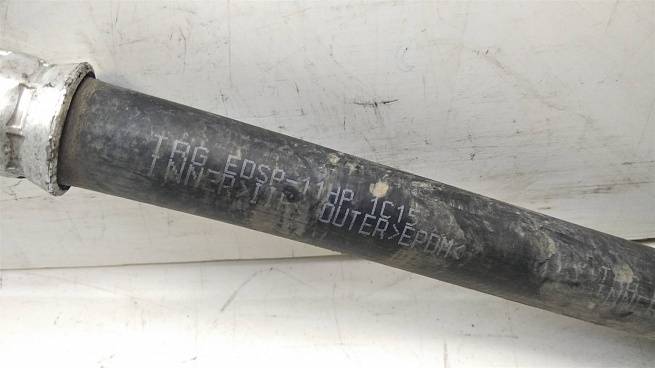 TRG EDSP-11HP 1C15
INNER>IIR OUTER>EPDM<